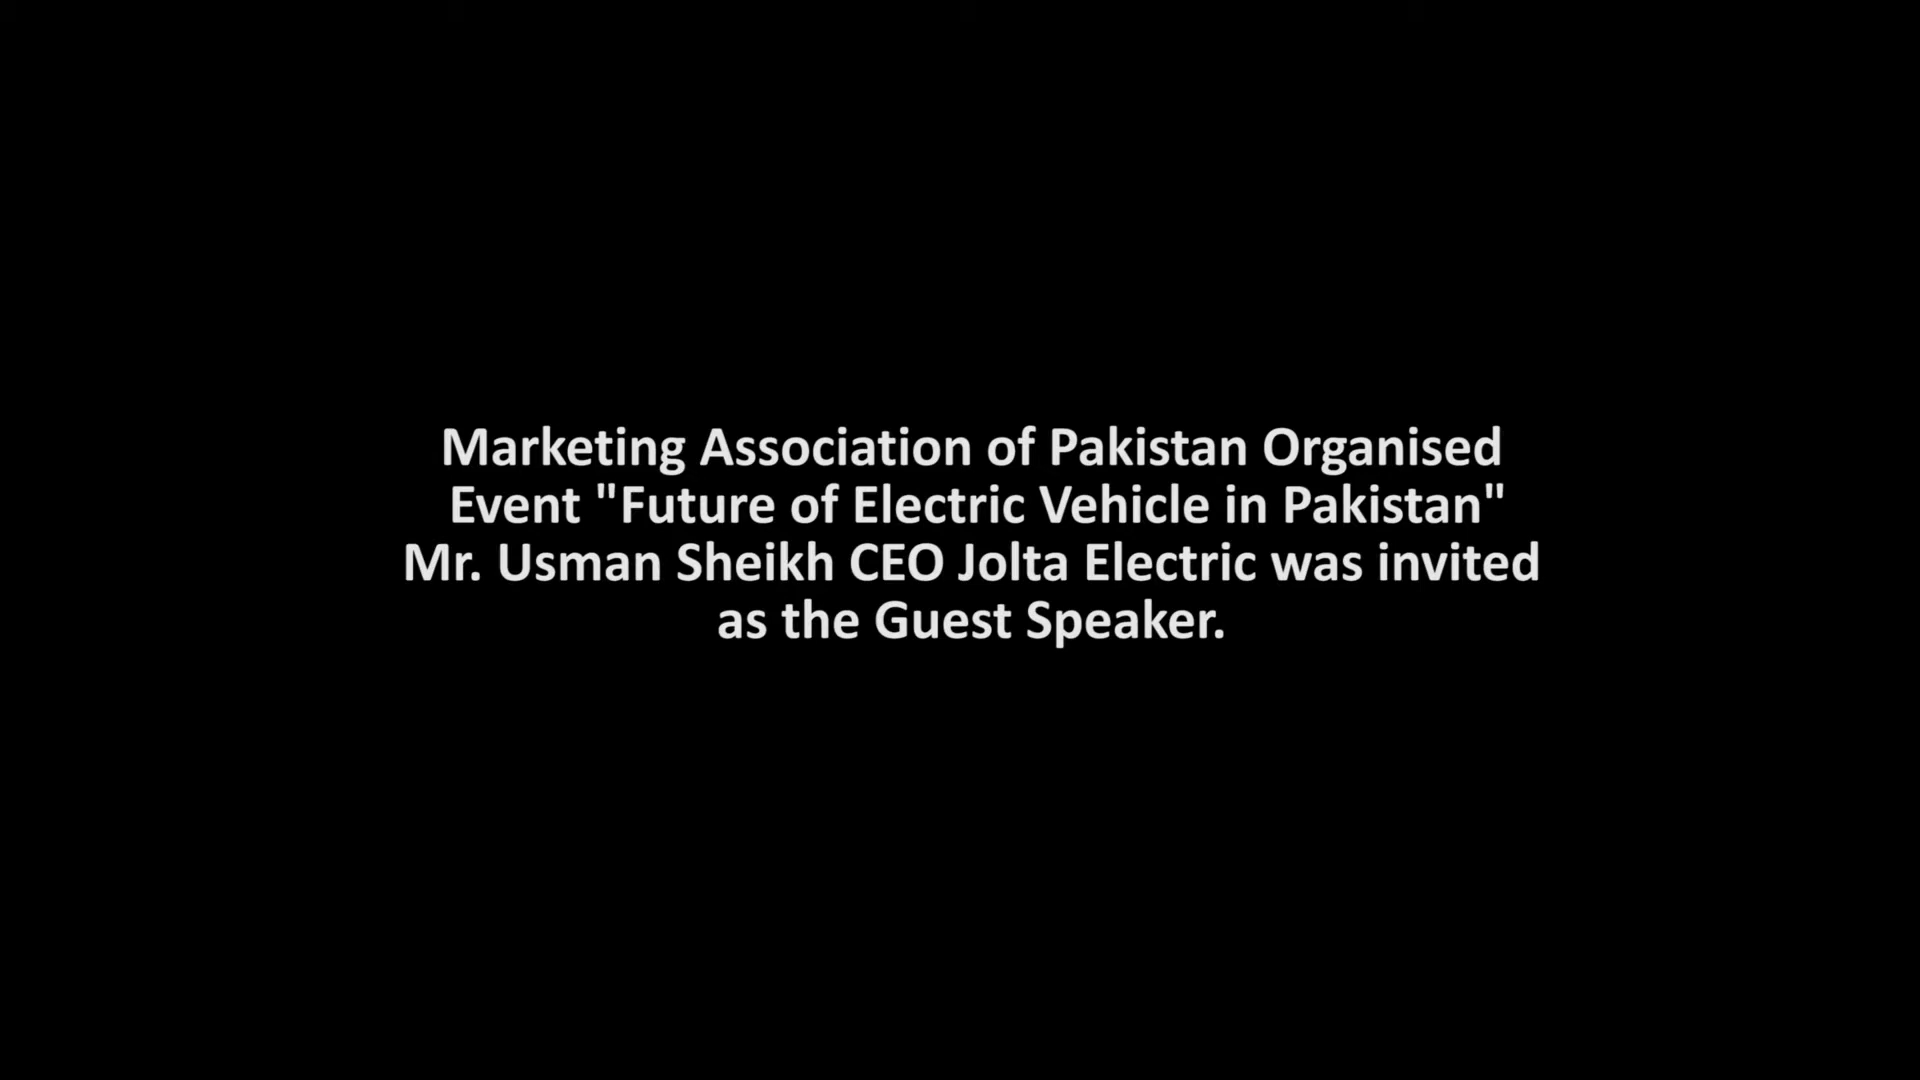 Marketing Association of Pakistan Organised
Event "Future of Electric Vehicle in Pakistan"
Mr. Usman Sheikh CEO Jolta Electric was invited
as the Guest Speaker.